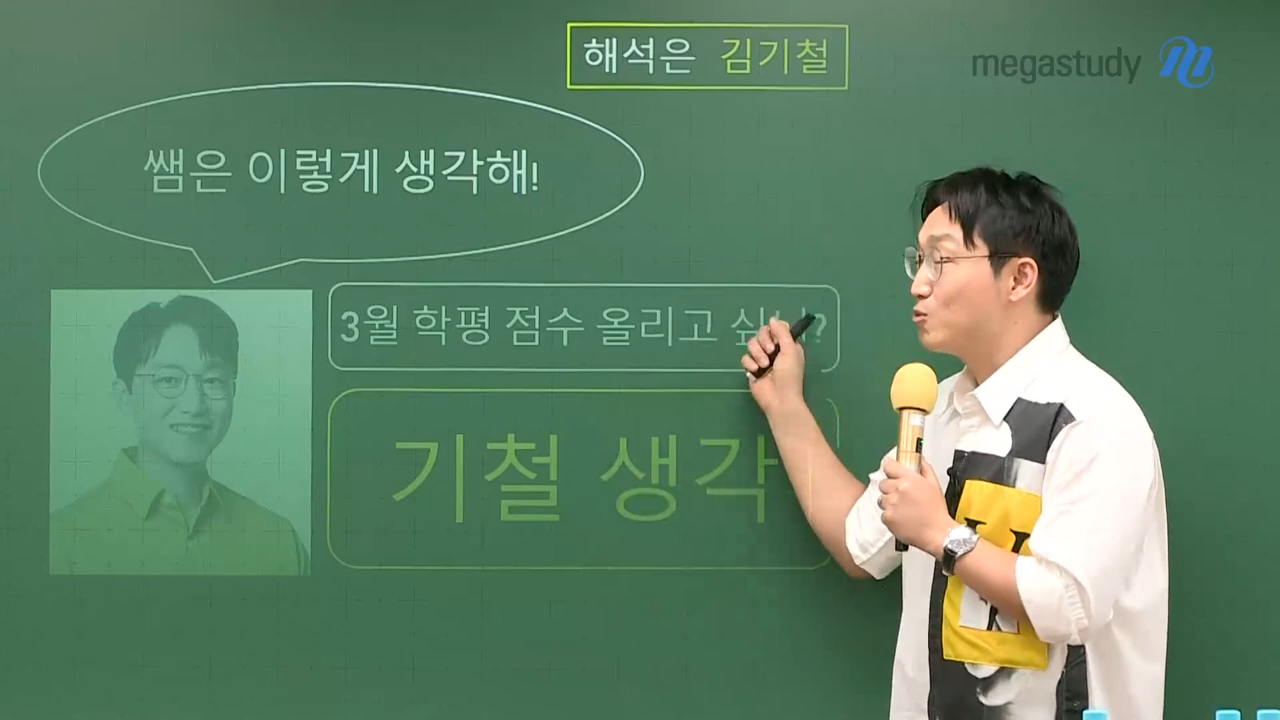 해석은 김기철
megastudy
쌤은 이렇게 생각해!
3월 학평 점수 올리고
기철 생각